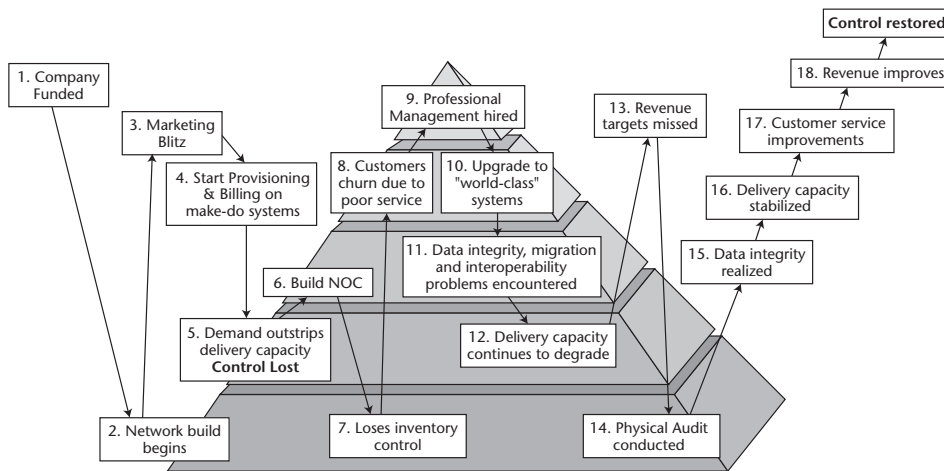 1. Company
Funded
2. Network build
begins
3. Marketing
Blitz
4. Start Provisioning
& Billing on
make-do systems
5. Demand outstrips
delivery capacity
Control Lost
6. Build NOC
7. Loses inventory
control
8. Customers
churn due to
poor service
9. Professional
Management hired
10. Upgrade to
"world-class"
systems
11. Data integrity, migration
and interoperability
problems encountered
12. Delivery capacity
continues to degrade
13. Revenue
targets missed
14. Physical Audit
conducted
15. Data integrity
realized
16. Delivery capacity
stabilized
17. Customer service
improvements
18. Revenue improves
Control restored